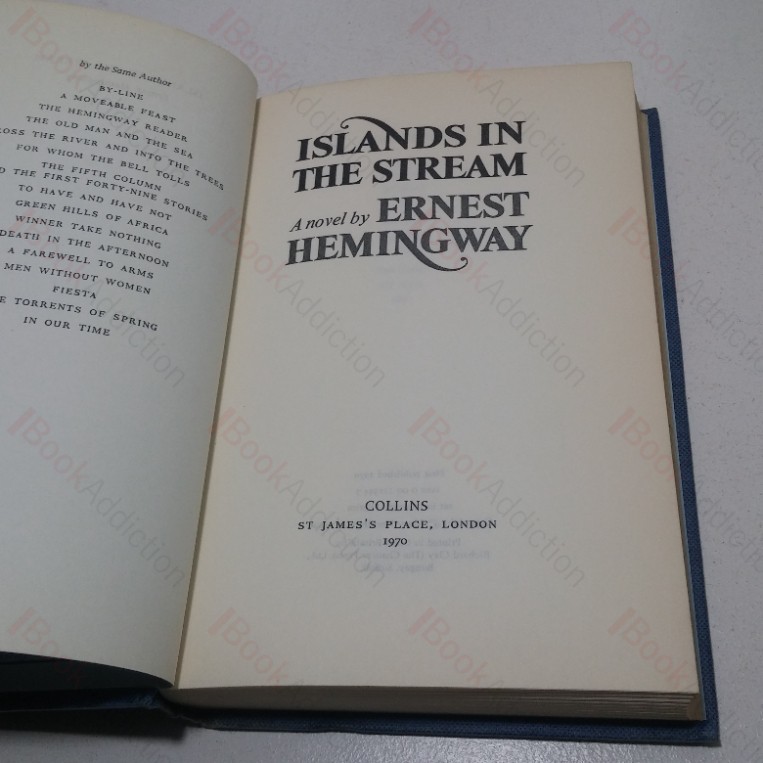 by the Same Author
BY-LINE
A MOVEABLE FEAST
THE HEMINGWAY READER
THE OLD MAN AND THE SEA
ROSS THE RIVER AND INTO THE TREES
FOR WHOM THE BELL TOLLS
THE FIFTH COLUMN
D THE FIRST FORTY-NINE STORIES
TO HAVE AND HAVE NOT
GREEN HILLS OF AFRICA
WINNER TAKE NOTHING
DEATH IN THE AFTERNOON
A FAREWELL TO ARMS
MEN WITHOUT WOMEN
FIESTA
E TORRENTS OF SPRING
IN OUR TIME
ISLANDS IN
THE STREAM
A novel by ERNEST
HEMINGWAY
COLLINS
ST JAMES'S PLACE, LONDON
1970
BookAddiction